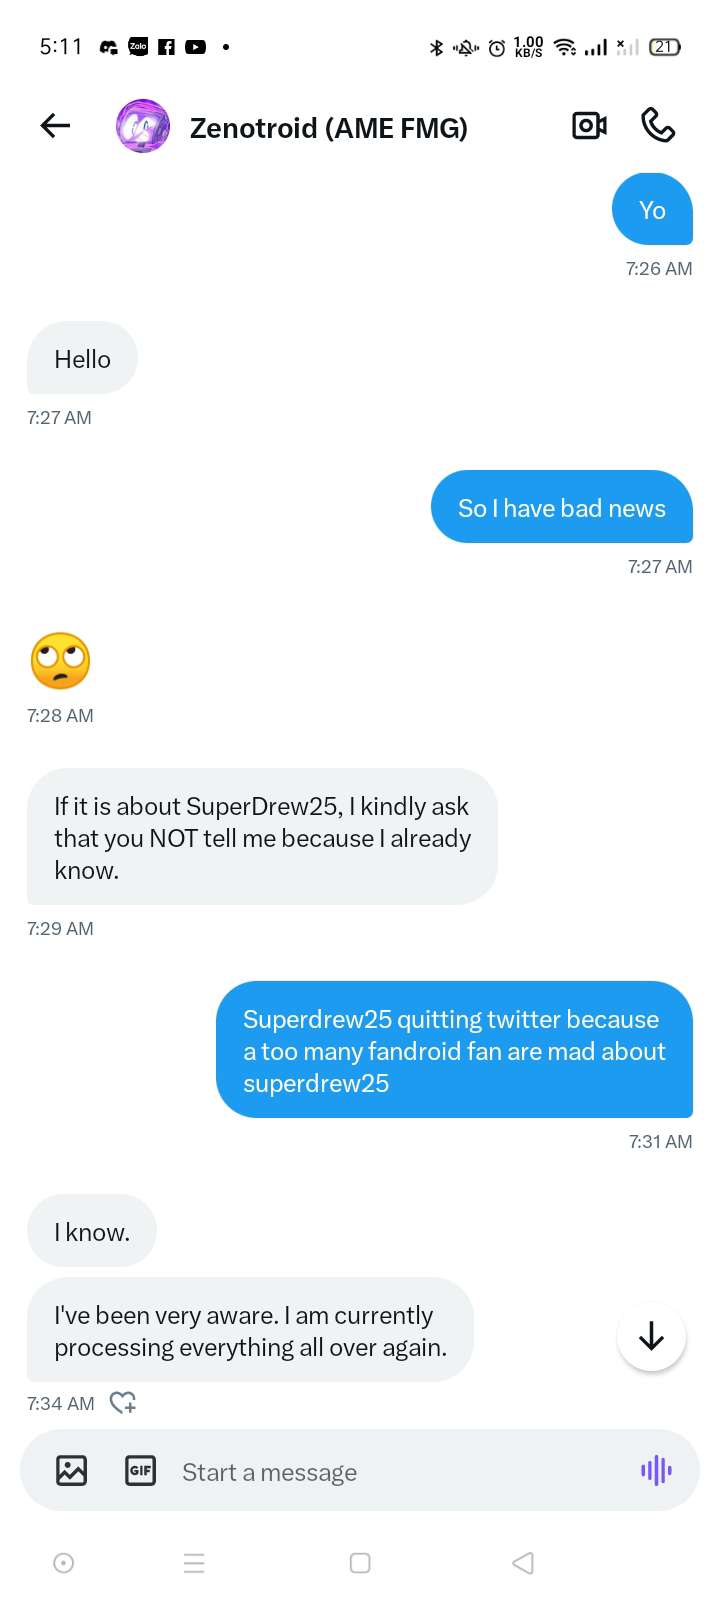 5:11
Zalo
1.00
KB/S
21
Zenotroid (AME FMG)
Yo
7:26 AM
Hello
7:27 AM
So I have bad news
7:27 AM
7:28 AM
If it is about SuperDrew25, I kindly ask
that you NOT tell me because I already
know.
7:29 AM
Superdrew25 quitting twitter because
a too many fandroid fan are mad about
superdrew25
7:31 AM
I know.
I've been very aware. I am currently
processing everything all over again.
7:34 AM
GIF
Start a message